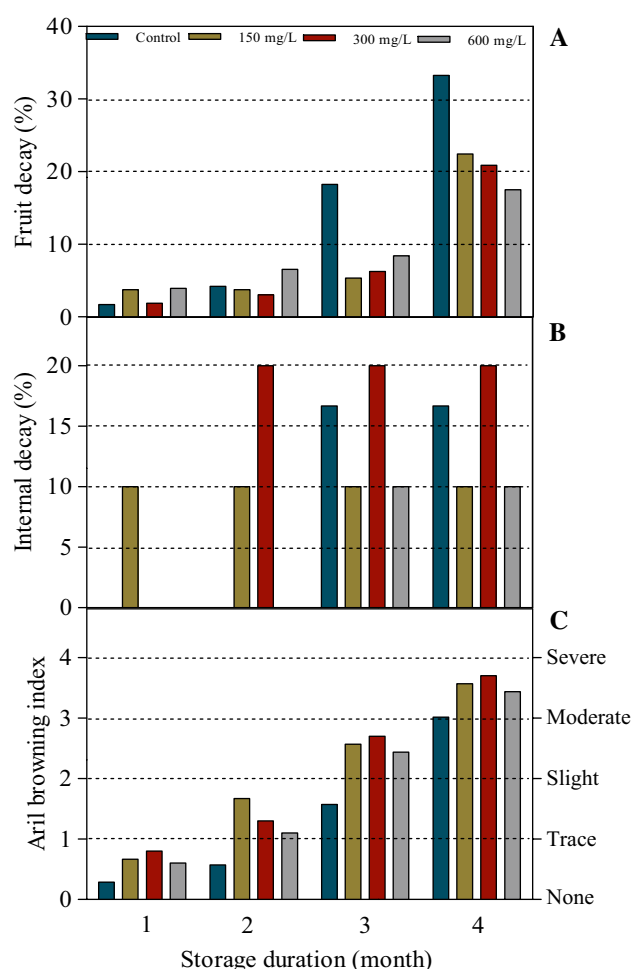 40
Control 150 mg/L 300 mg/L 600 mg/L
A
30
20
10
0
Fruit decay (%)
B
20
15
10
5
0
Internal decay (%)
C
4
3
2
1
0
Aril browning index
Severe
Moderate
Slight
Trace
None
1 2 3 4
Storage duration (month)